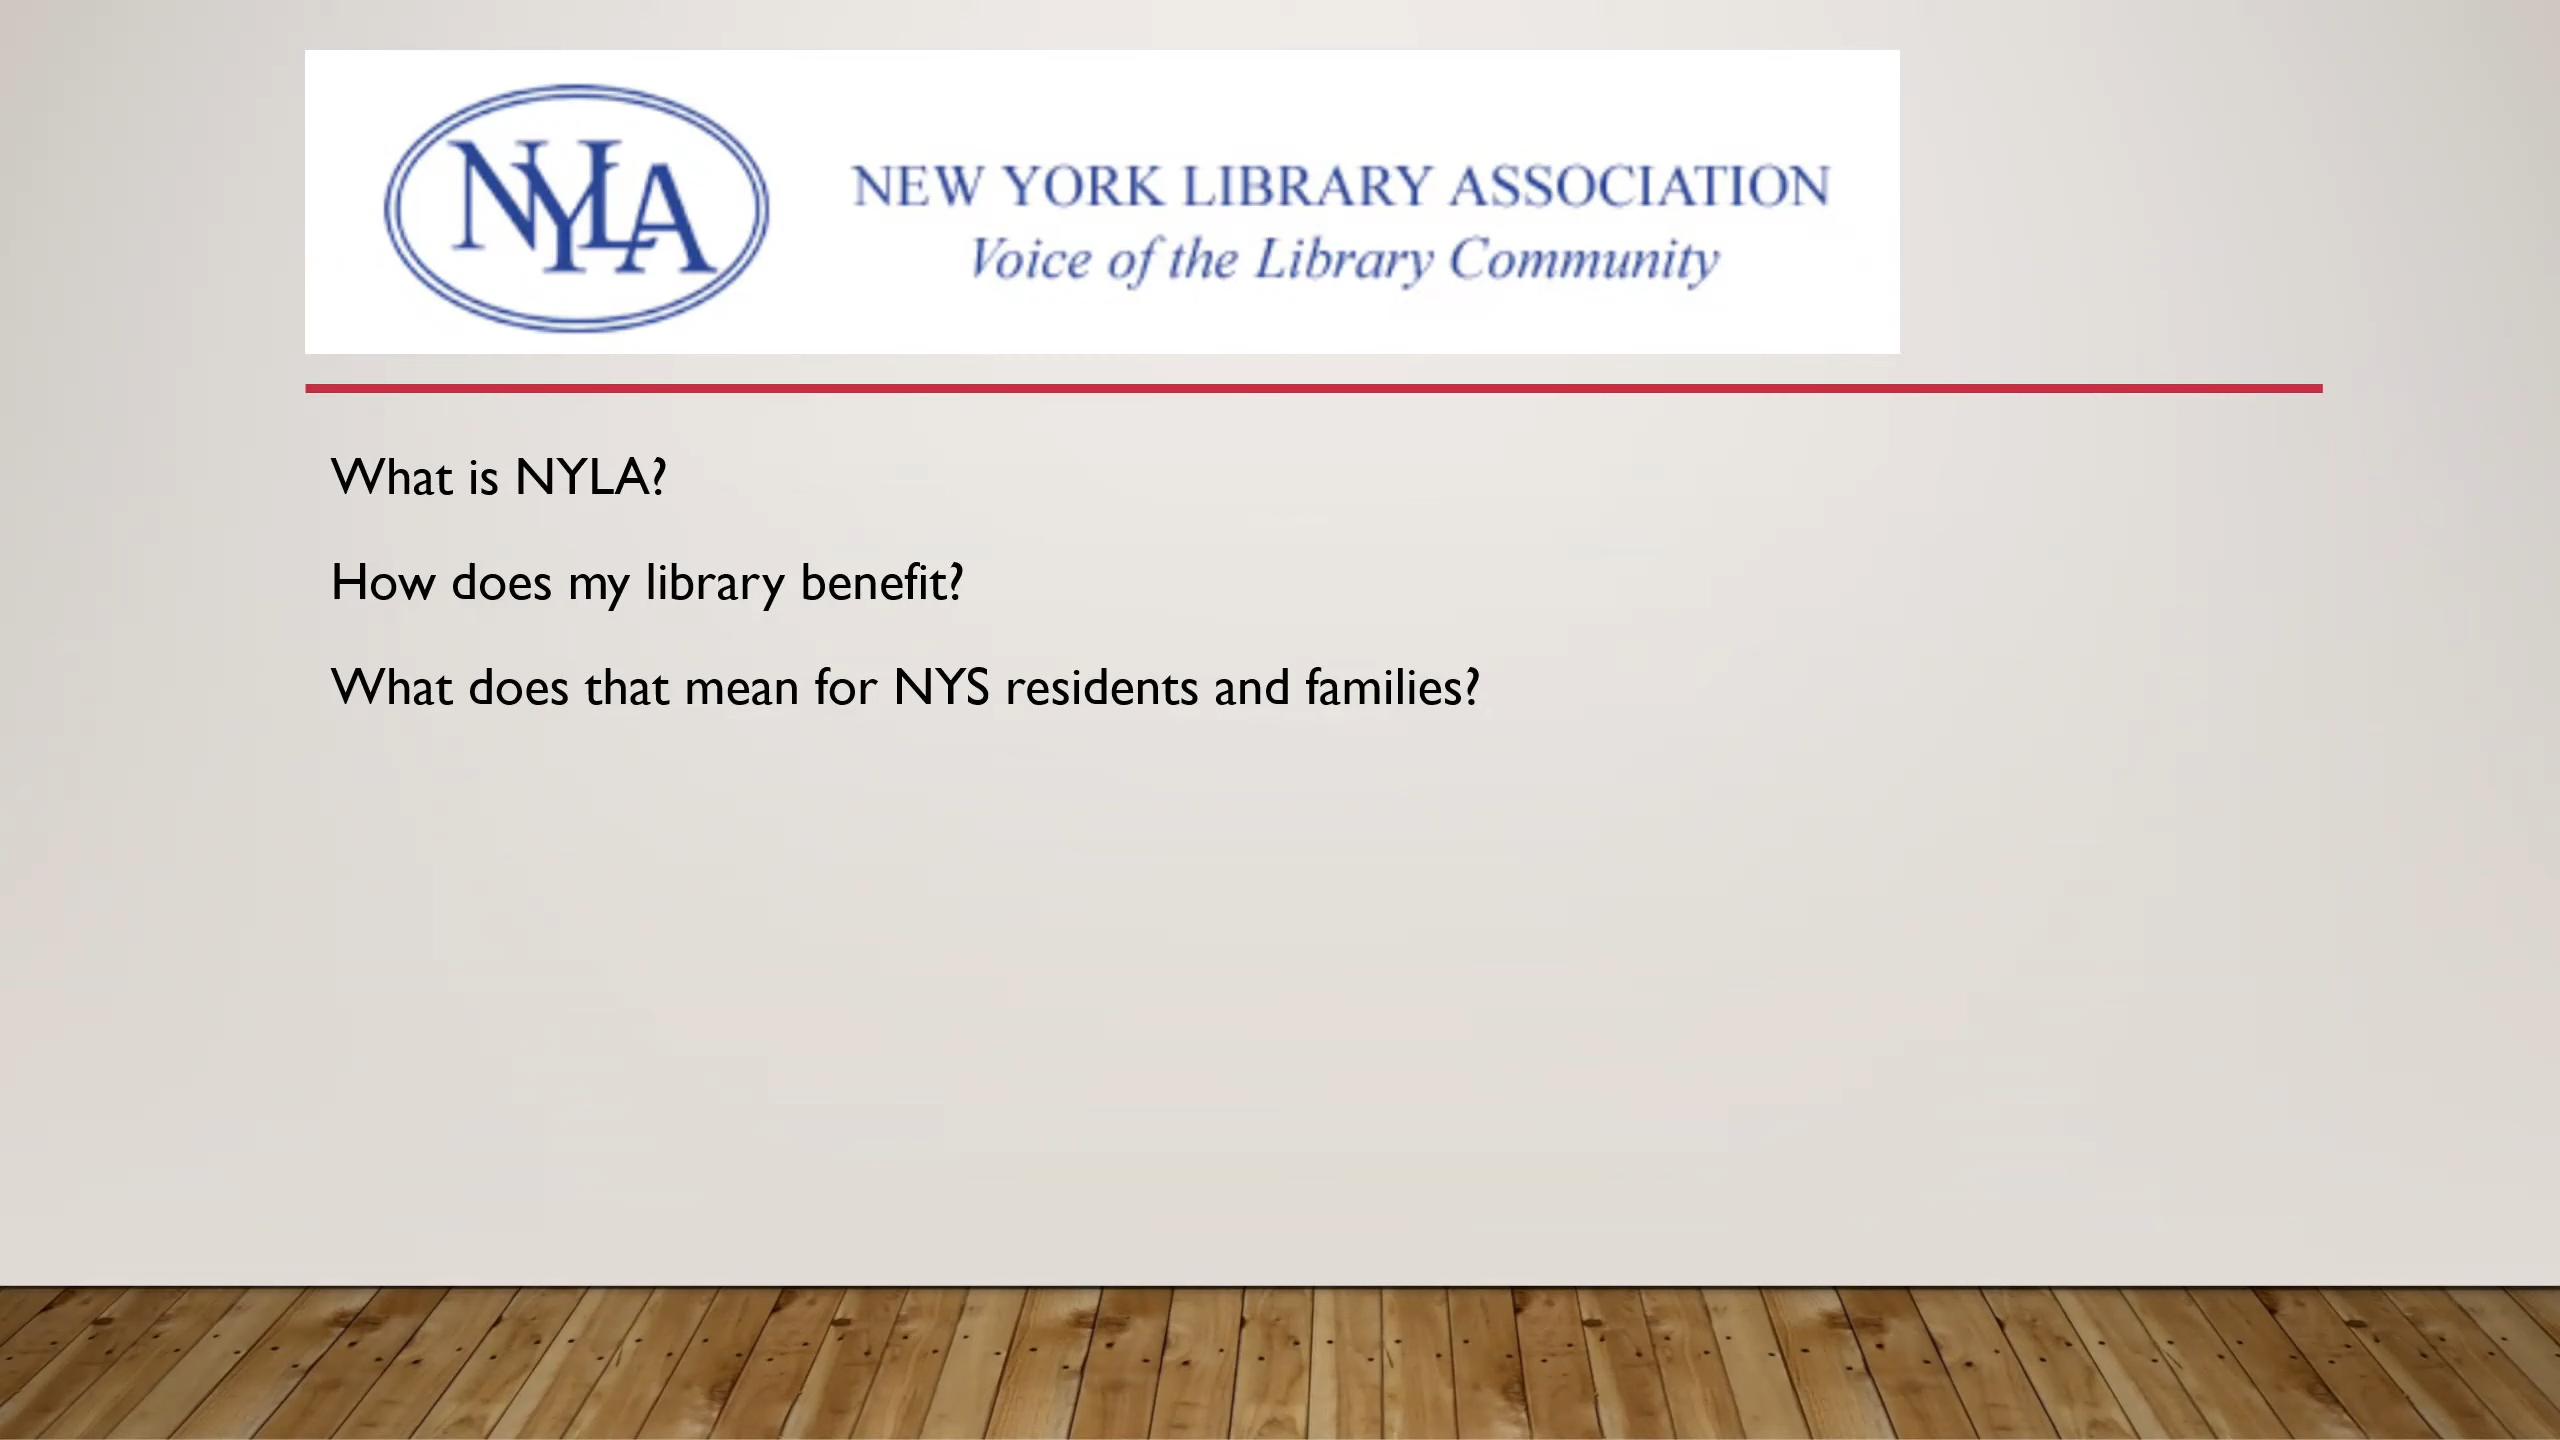 NYLA
NEW YORK LIBRARY ASSOCIATION
Voice of the Library Community
What is NYLA?
How does my library benefit?
What does that mean for NYS residents and families?